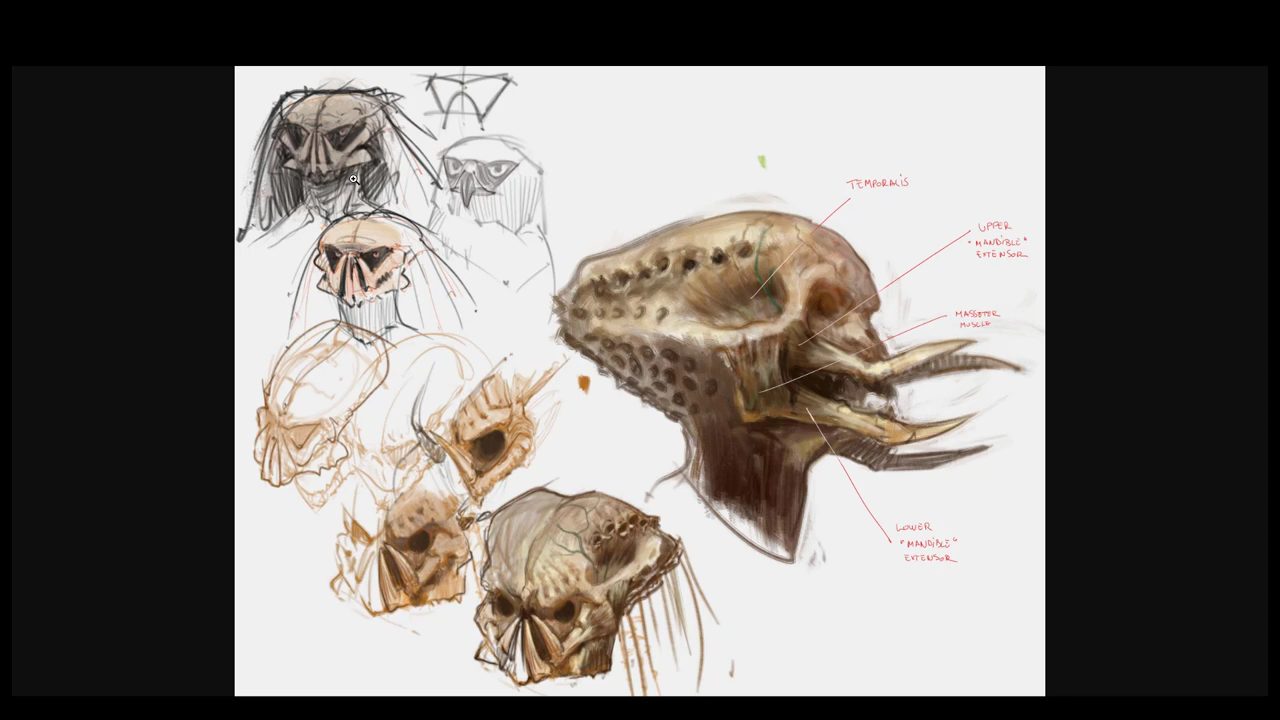 TEMPORALIS
UPPER
"MANDIBLE"
EXTENSOR
MASSETER
MUSCLE
LOWER
"MANDIBLE"
EXTENSOR